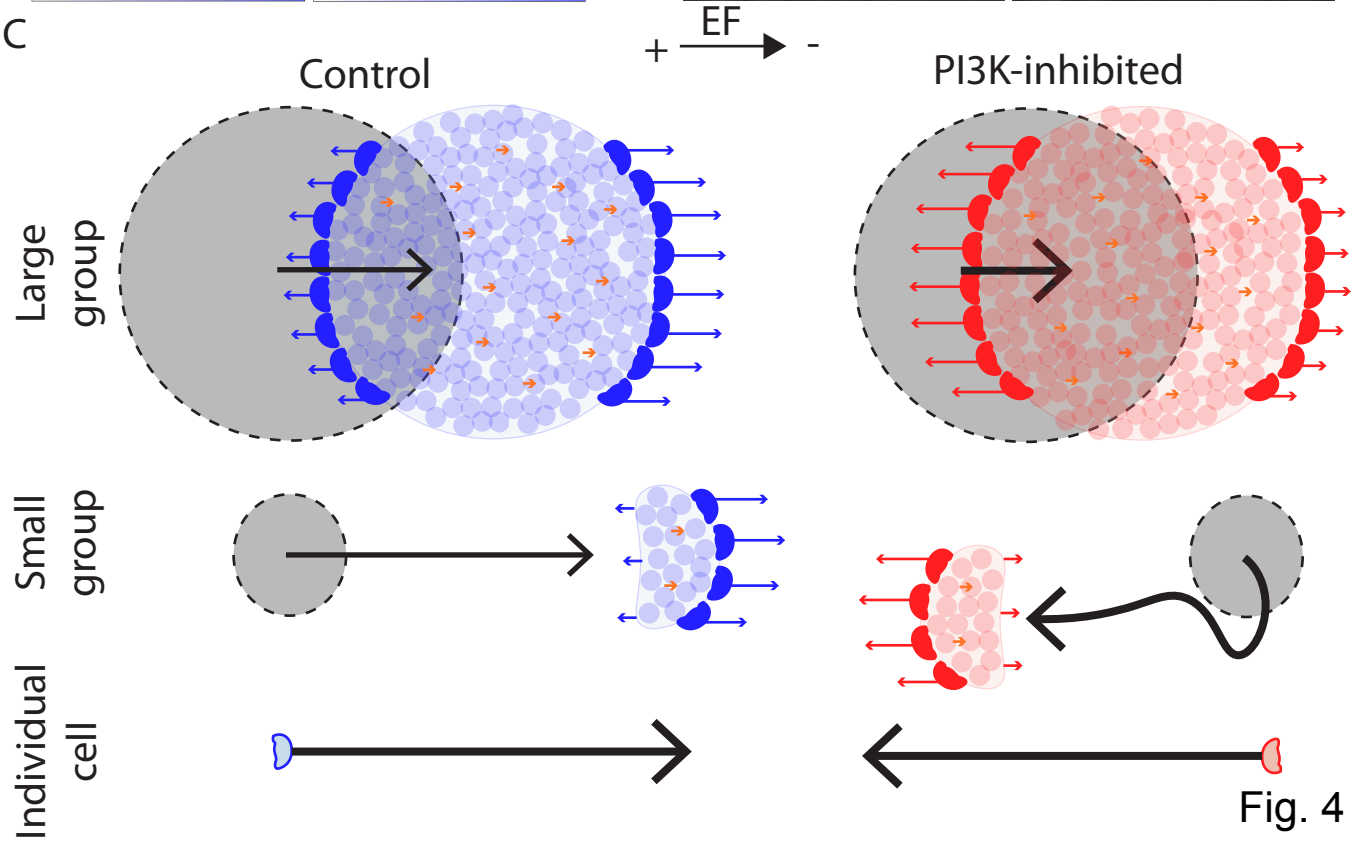 C
EF
+ -
Control
PI3K-inhibited
Large
group
Small
group
Individual
cell
Fig. 4